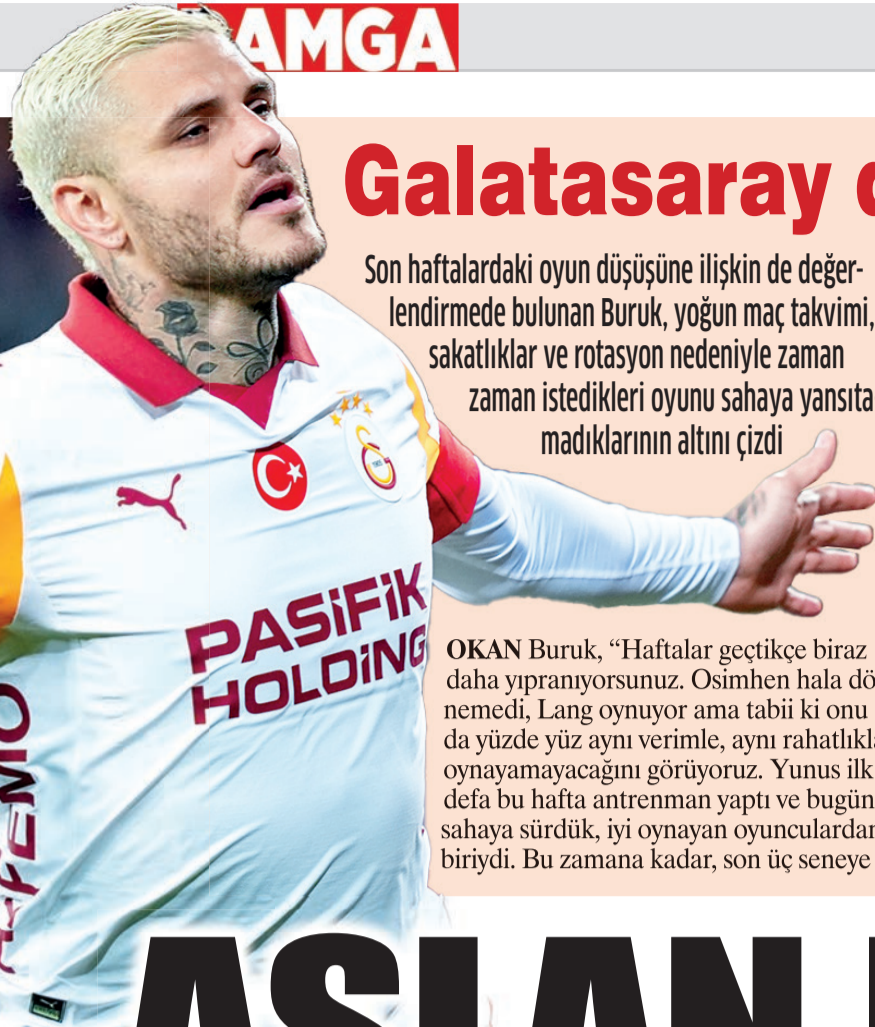 AMGA
Galatasaray
Son haftalardaki oyun düşüşüne ilişkin de değer-
lendirmede bulunan Buruk, yoğun maç takvimi,
sakatlıklar ve rotasyon nedeniyle zaman
zaman istedikleri oyunu sahaya yansıta
madıklarının altını çizdi
PASiFiK
HOLDiNG
OKAN Buruk, “Haftalar geçtikçe biraz
daha yıpranıyorsunuz. Osimhen hala dö
nemedi, Lang oynuyor ama tabii ki onu
da yüzde yüz aynı verimle, aynı rahatlıkla
oynayamayacağını görüyoruz. Yunus ilk
defa bu hafta antrenman yaptı ve bugün
sahaya sürdük, iyi oynayan oyunculardan
biriydi. Bu zamana kadar, son üç seneye
ASLAN